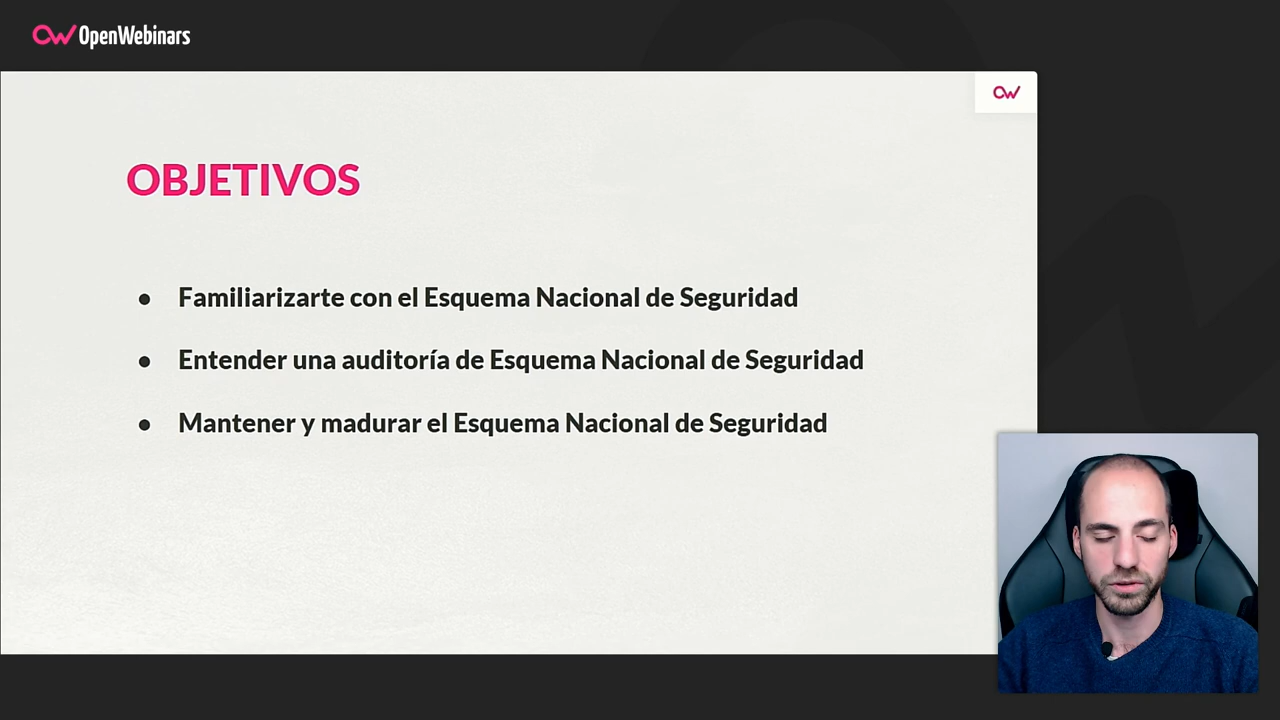 OpenWebinars
OBJETIVOS
● Familiarizarte con el Esquema Nacional de Seguridad
● Entender una auditoría de Esquema Nacional de Seguridad
● Mantener y madurar el Esquema Nacional de Seguridad